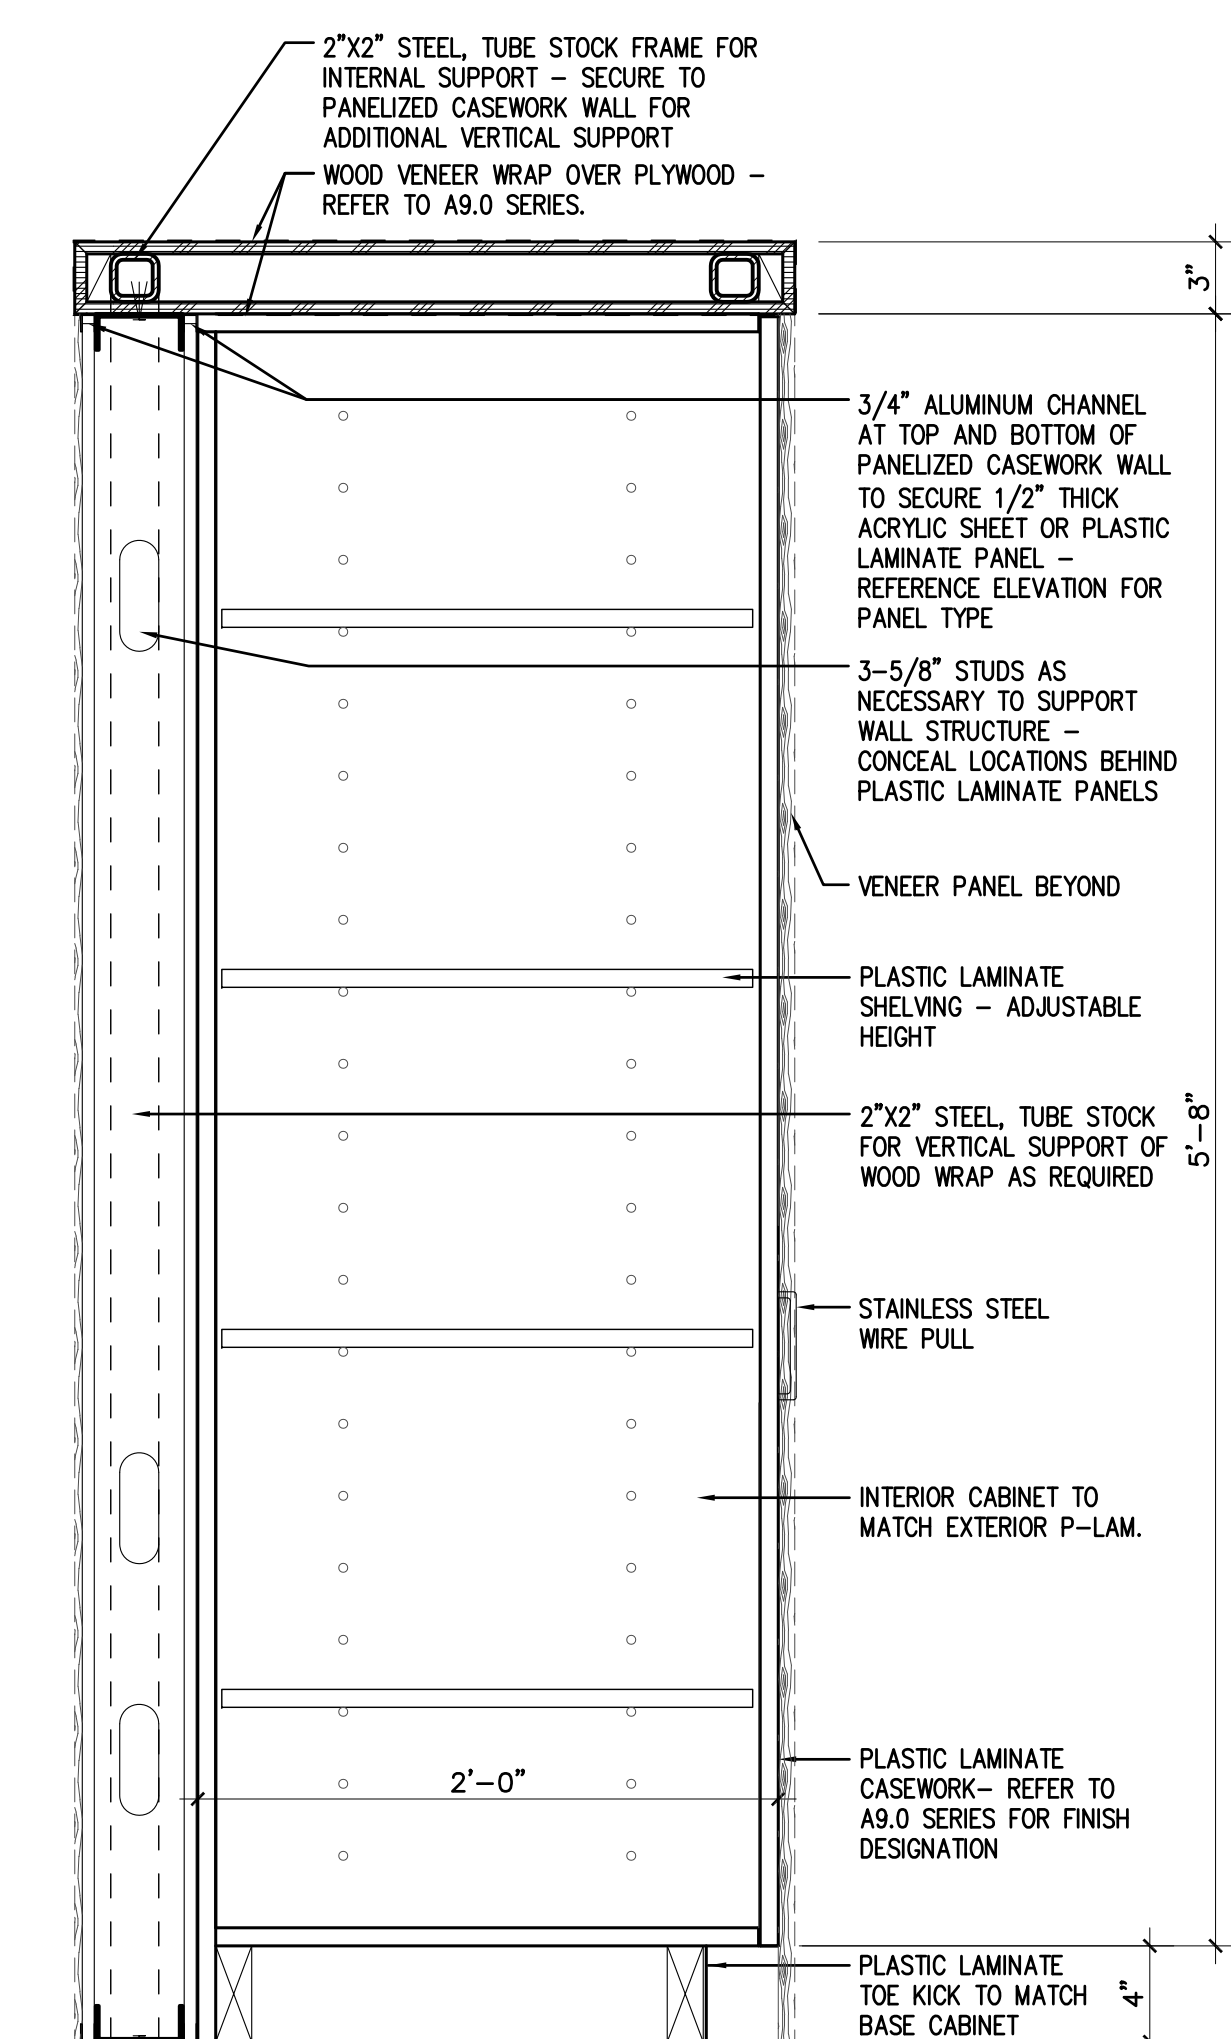 2"X2" STEEL, TUBE STOCK FRAME FOR
INTERNAL SUPPORT – SECURE TO
PANELIZED CASEWORK WALL FOR
ADDITIONAL VERTICAL SUPPORT
WOOD VENEER WRAP OVER PLYWOOD –
REFER TO A9.0 SERIES.
3"
3/4" ALUMINUM CHANNEL
AT TOP AND BOTTOM OF
PANELIZED CASEWORK WALL
TO SECURE 1/2" THICK
ACRYLIC SHEET OR PLASTIC
LAMINATE PANEL –
REFERENCE ELEVATION FOR
PANEL TYPE
3–5/8" STUDS AS
NECESSARY TO SUPPORT
WALL STRUCTURE –
CONCEAL LOCATIONS BEHIND
PLASTIC LAMINATE PANELS
VENEER PANEL BEYOND
PLASTIC LAMINATE
SHELVING – ADJUSTABLE
HEIGHT
2"X2" STEEL, TUBE STOCK
FOR VERTICAL SUPPORT OF
WOOD WRAP AS REQUIRED
5'–8"
STAINLESS STEEL
WIRE PULL
INTERIOR CABINET TO
MATCH EXTERIOR P–LAM.
PLASTIC LAMINATE
CASEWORK– REFER TO
A9.0 SERIES FOR FINISH
DESIGNATION
2'–0"
PLASTIC LAMINATE
TOE KICK TO MATCH
BASE CABINET
4"